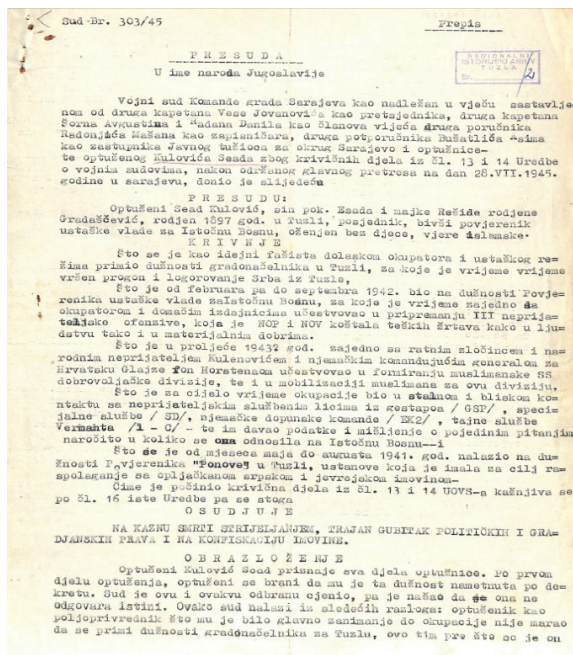 Sud-Br. 303/45
Prepis
P R E S U D A
U ime naroda Jugoslavije
REGIONALNI
ISTORIJSKI ARHIV
TUZLA
Br. 2
Vojni sud Komande grada Sarajeva kao nadležan u vjeću sastavlje
nom od druga kapetana Vese Jovanovića kao pretsjednika, druga kapetana
Šorna Avgustina i Radana Danila kao članova vijeća druga poručnika
Radonjića Mašana kao zapisničara, druga potporučnika Bušatlića Rasima
kao zastupnika Javnog tužioca za okrug Sarajevo i optužnice-
te optuženog Kulovića Seada zbog krivičnih djela iz čl. 13 i 14 Uredbe
o vojnim sudovima, nakon održanog glavnog pretresa na dan 28.VII.1945.
godine u sarajevu, donio je slijedeću
P R E S U D U:
Optuženi Sead Kulović, sin pok. Esada i majke Rešide rodjene
Gradaščević, rodjen 1897 god. u Tuzli, posjednik, bivši povjerenik
ustaške vlade za Istočnu Bosnu, oženjen bez djece, vjere islamske.
K R I V N J E
Što se je kao idejni fašista dolaskom okupatora i ustaškog re-
žima primio dužnosti gradonačelnika u Tuzli, za koje je vrijeme vrijeme
vršen progon i logorovanje Srba iz Tuzle,
Što je od februara pa do septembra 1942. bio na dužnosti Povje-
renika ustaške vlade zaIstočnu Bosnu, za koje je vrijeme zajedno sa
okupatorom i domaćim izdajnicima učestvovao u pripremanju III neprija-
teljske ofenzive, koja je NOP i NOV koštala teških žrtava kako u lju-
dstvu tako i u materijalnim dobrima.
Što je u proljeće 1943? god. zajedno sa ratnim zločincem i na-
rodnim neprijateljem Kulenovićem i njemačkim komandujućim generalom za
Hrvatsku Glajze fon Horstenaom učestvovao u formiranju muslimanske SS
dobrovoljačke divizije, te i u mobilizaciji muslimana za ovu diviziju,
Što je za cijelo vrijeme okupacije bio u stalnom i bliskom ko-
ntaktu sa neprijateljskim službenim licima iz gestapoa / GSP/ , speci-
jalne službe / SD/, njemačke dopunske komande / EK2/ , tajne službe
/1 - C/ - te im davao podatke i mišljenje o pojedinim pitanjim
naročito u koliko se ona odnosila na Istočnu Bosnu--i
Što se je od mjeseca maja do augusta 1941. god. nalazio na du-
žnosti Povjerenika "Ponove" u Tuzli, ustanove koja je imala za cilj ra-
spolaganje sa opljačkanom srpskom i jevrejskom imovinom-
Čime je počinio krivična djela iz čl. 13 i 14 UOVS-a kažnjiva se
po čl. 16 iste Uredbe pa se stoga
O S U D J U J E
NA KAZNU SMRTI STRIJELJANJEM, TRAJAN GUBITAK POLITIČKIH I GRA-
DJANSKIH PRAVA I NA KONFISKACIJU IMOVINE.
O B R A Z L O Ž E N J E
Optuženi Kulović Sead priznaje sva djela optužnice. Po prvom
djelu optuženja, optuženi se brani da mu je ta dužnost nametnuta po de-
kretu. Sud je ovu i ovakvu odbranu cjenio, pa je našao da se ona ne
odgovara istini. Ovako sud nalazi iz sledećih razloga: optuženik kao
poljoprivrednik što mu je bilo glavno zanimanje do okupacije nije marao
da se primi dužnosti gradonačelnika za Tuzlu, ovo tim pre što se je on